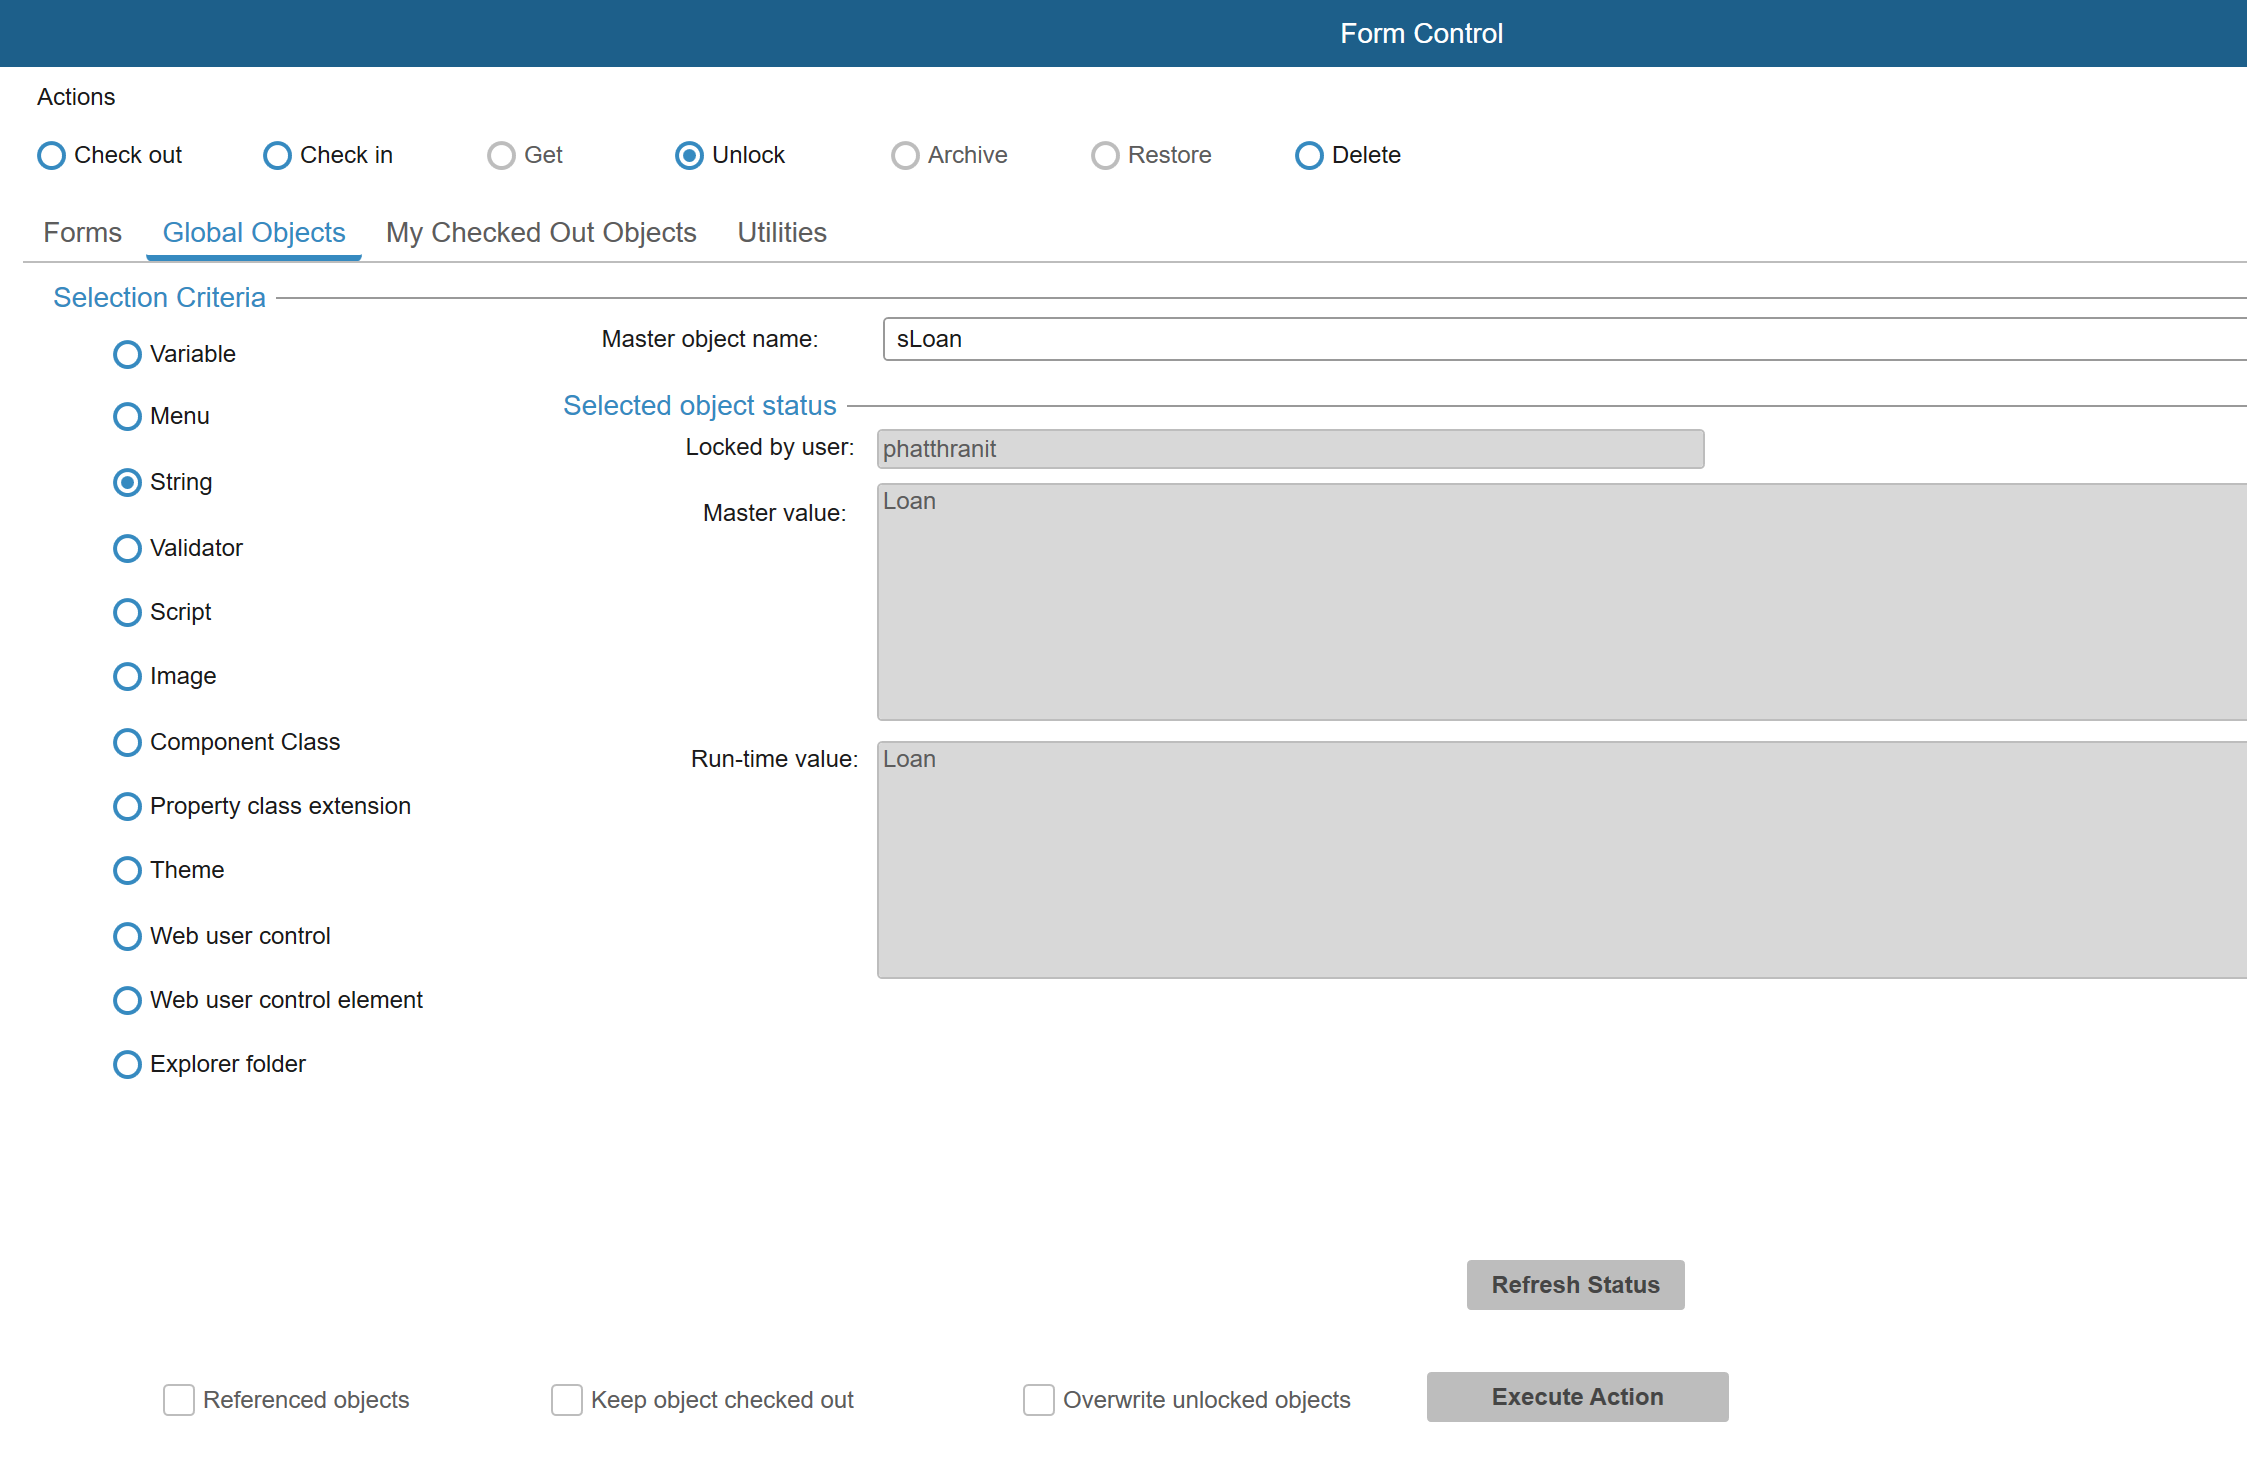 Form Control
Actions
Check out Check in Get Unlock Archive Restore Delete
Forms Global Objects My Checked Out Objects Utilities
Selection Criteria
Variable
Menu
String
Validator
Script
Image
Component Class
Property class extension
Theme
Web user control
Web user control element
Explorer folder
Master object name: sLoan
Selected object status
Locked by user: phatthranit
Master value: Loan
Run-time value: Loan
Refresh Status
Referenced objects Keep object checked out Overwrite unlocked objects Execute Action